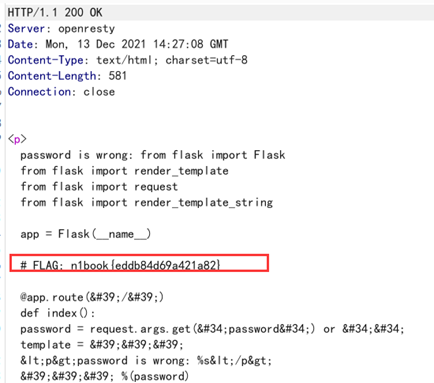 HTTP/1.1 200 OK
Server: openresty
Date: Mon, 13 Dec 2021 14:27:08 GMT
Content-Type: text/html; charset=utf-8
Content-Length: 581
Connection: close
<p>
password is wrong: from flask import Flask
from flask import render_template
from flask import request
from flask import render_template_string
app = Flask(__name__)
# FLAG: n1book{eddb84d69a421a82}
@app.route(&#39;/&#39;)
def index():
password = request.args.get(&#34;password&#34;) or &#34;&#34;
template = &#39;&#39;&#39;
&lt;p&gt;password is wrong: %s&lt;/p&gt;
&#39;&#39;&#39; %(password)